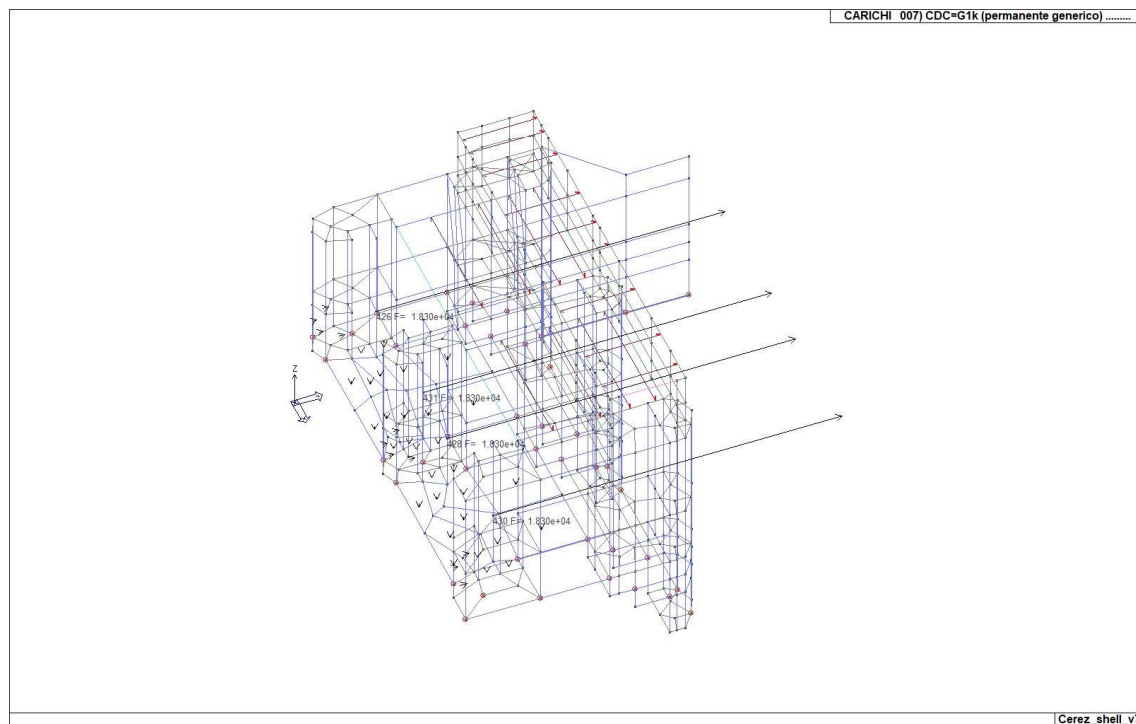 CARICHI 007) CDC=G1k (permanente generico) .........
426 F= 1.830e+04
Z
431 F= 1.830e+04
428 F= 1.830e+04
430 F= 1.830e+04
Cerez_shell_v